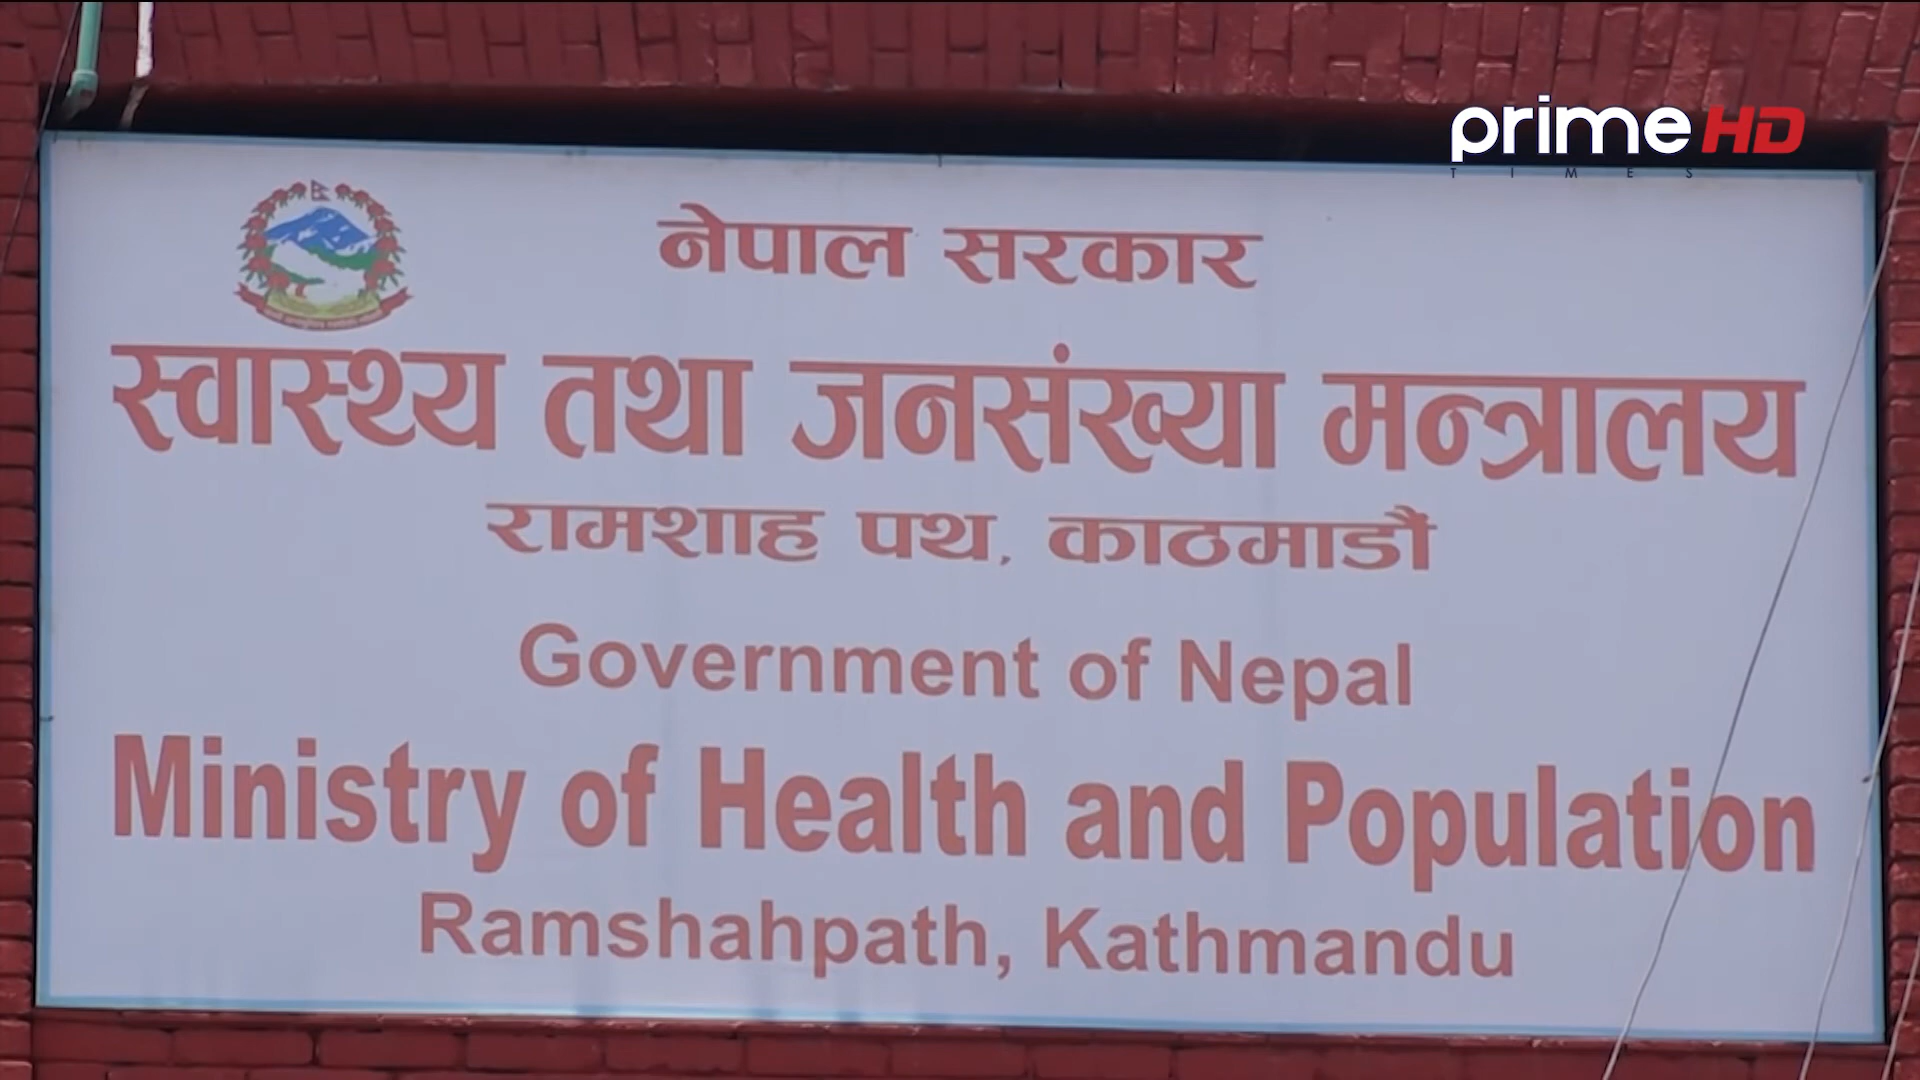 prime HD
TIMES
नेपाल सरकार
स्वास्थ्य तथा जनसंख्या मन्त्रालय
रामशाह पथ, काठमाडौं
Government of Nepal
Ministry of Health and Population
Ramshahpath, Kathmandu